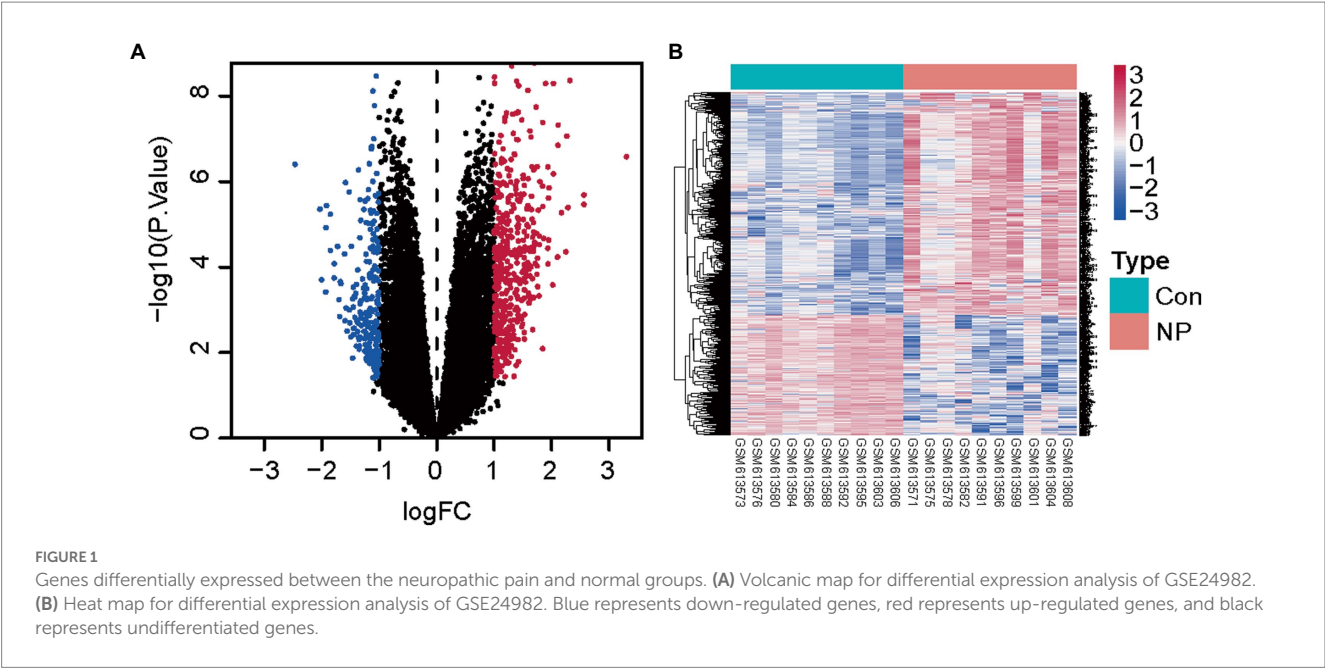 A
B
−log10(P.Value)
8
6
4
2
0
−3
−2
−1
0
1
2
3
logFC
3
2
1
0
−1
−2
−3
Type
Con
NP
GSM613573
GSM613576
GSM613580
GSM613584
GSM613586
GSM613588
GSM613592
GSM613595
GSM613603
GSM613606
GSM613571
GSM613575
GSM613578
GSM613582
GSM613591
GSM613596
GSM613599
GSM613601
GSM613604
GSM613608
FIGURE 1
Genes differentially expressed between the neuropathic pain and normal groups. (A) Volcanic map for differential expression analysis of GSE24982.
(B) Heat map for differential expression analysis of GSE24982. Blue represents down-regulated genes, red represents up-regulated genes, and black
represents undifferentiated genes.